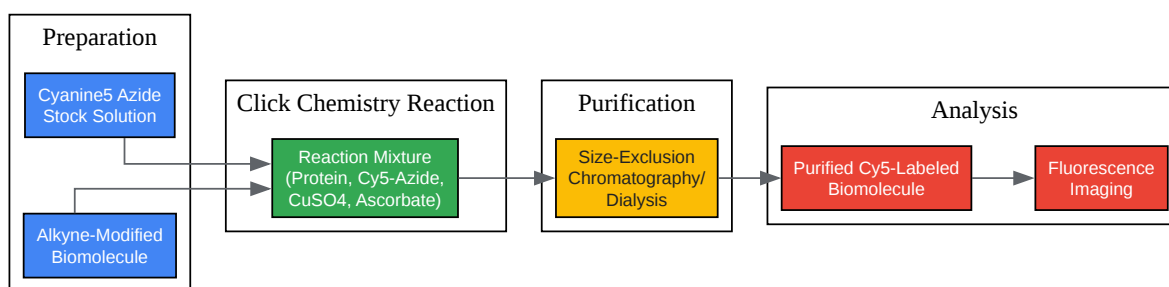 Preparation
Cyanine5 Azide
Stock Solution
Alkyne-Modified
Biomolecule
Click Chemistry Reaction
Reaction Mixture
(Protein, Cy5-Azide,
CuSO4, Ascorbate)
Purification
Size-Exclusion
Chromatography/
Dialysis
Analysis
Purified Cy5-Labeled
Biomolecule
Fluorescence
Imaging